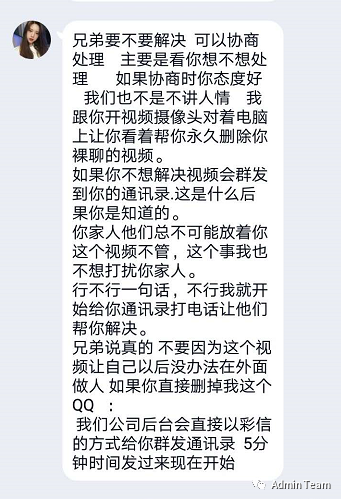 兄弟要不要解决 可以协商
处理 主要是看你想不想处
理 如果协商时你态度好
我们也不是不讲人情 我
跟你开视频摄像头对着电脑
上让你看着帮你永久删除你
裸聊的视频。
如果你不想解决视频会群发
到你的通讯录.这是什么后
果你是知道的。
你家人他们总不可能放着你
这个视频不管，这个事我也
不想打扰你家人。
行不行一句话，不行我就开
始给你通讯录打电话让他们
帮你解决。
兄弟说真的 不要因为这个视
频让自己以后没办法在外面
做人 如果你直接删掉我这个
QQ ：
我们公司后台会直接以彩信
的方式给你群发通讯录 5分
钟时间发过来现在开始
Admin Team